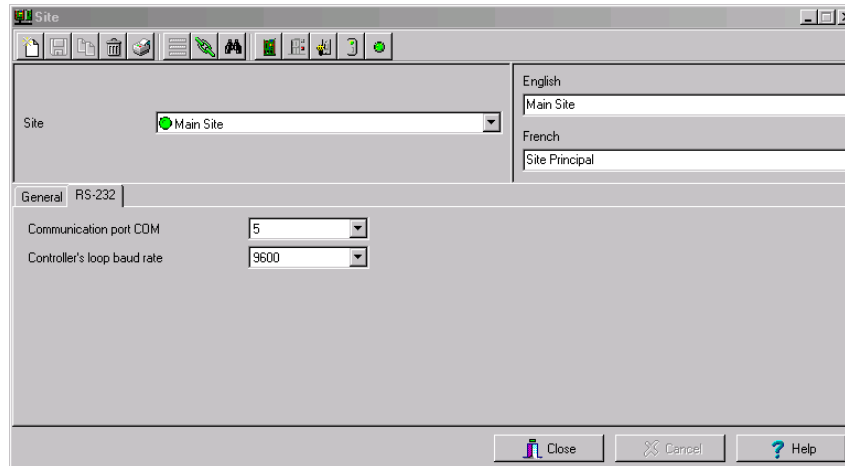 Site
English
Main Site
Site
Main Site
French
Site Principal
General RS-232
Communication port COM 5
Controller's loop baud rate 9600
Close Cancel Help